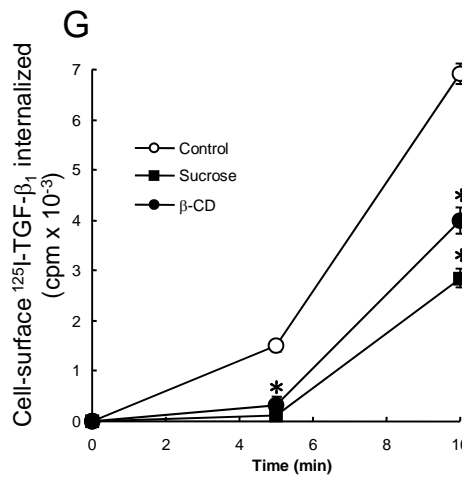 G
Cell-surface ¹²⁵I-TGF-β₁ internalized
(cpm x 10⁻³)
7
6
5
4
3
2
1
0
Control
Sucrose
β-CD
*
*
*
0 2 4 6 8 10
Time (min)